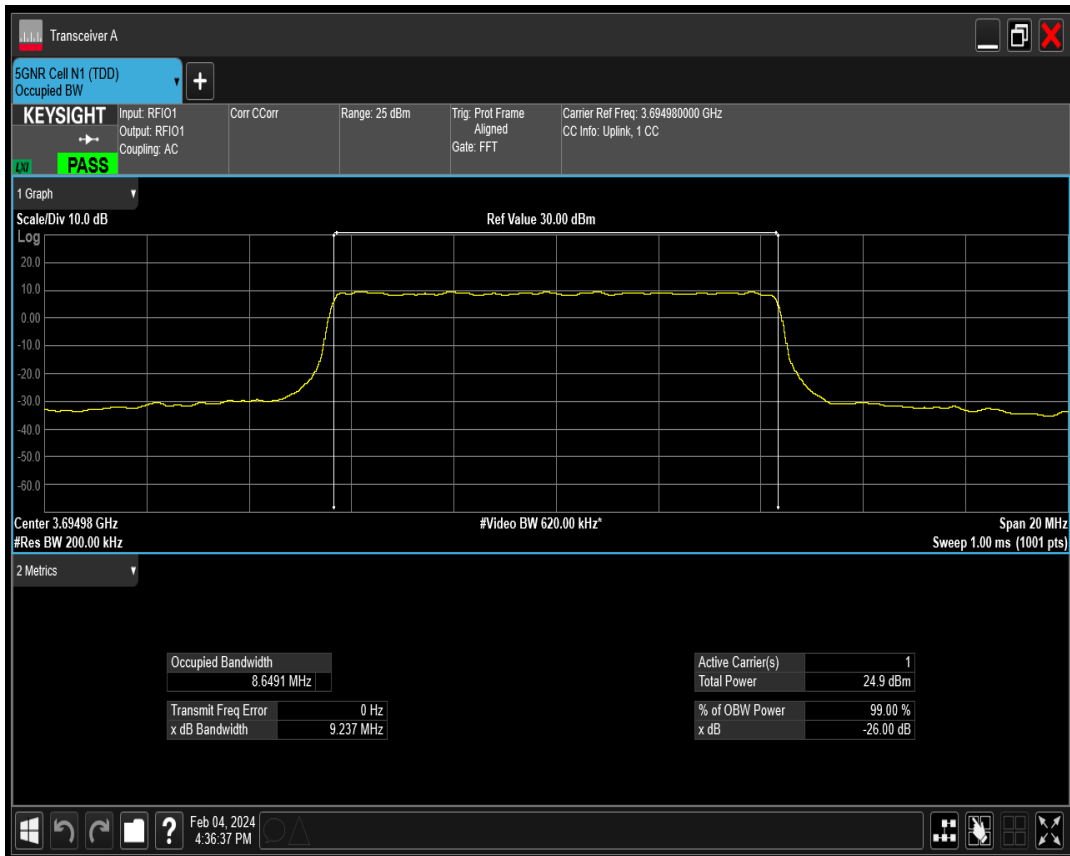 Transceiver A
5GNR Cell N1 (TDD)
Occupied BW
+
KEYSIGHT
LXI
PASS
Input: RFIO1
Output: RFIO1
Coupling: AC
Corr CCorr
Range: 25 dBm
Trig: Prot Frame
Aligned
Gate: FFT
Carrier Ref Freq: 3.694980000 GHz
CC Info: Uplink, 1 CC
1 Graph
Scale/Div 10.0 dB
Ref Value 30.00 dBm
Log
20.0
10.0
0.00
-10.0
-20.0
-30.0
-40.0
-50.0
-60.0
Center 3.69498 GHz
#Video BW 620.00 kHz*
Span 20 MHz
#Res BW 200.00 kHz
Sweep 1.00 ms (1001 pts)
2 Metrics
Occupied Bandwidth
8.6491 MHz
Transmit Freq Error 0 Hz
x dB Bandwidth 9.237 MHz
Active Carrier(s) 1
Total Power 24.9 dBm
% of OBW Power 99.00 %
x dB -26.00 dB
?
Feb 04, 2024
4:36:37 PM